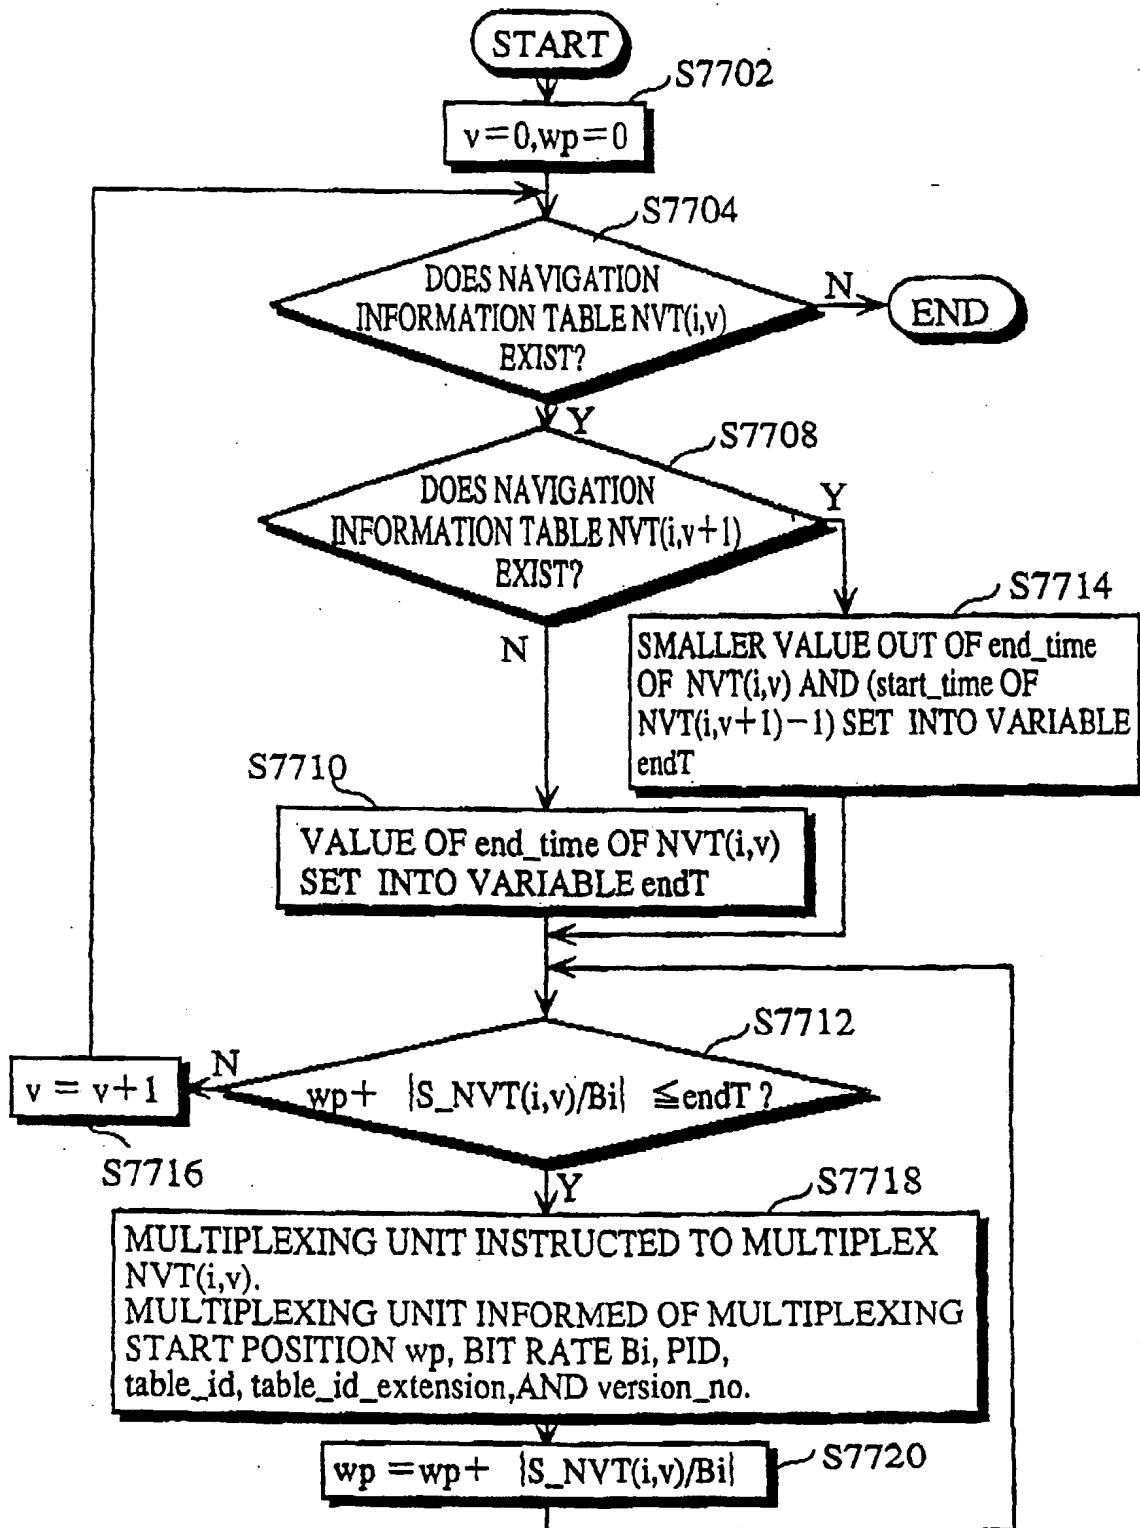 START
S7702
v=0,wp=0
S7704
DOES NAVIGATION
INFORMATION TABLE NVT(i,v)
EXIST?
N
END
Y
S7708
DOES NAVIGATION
INFORMATION TABLE NVT(i,v+1)
EXIST?
Y
N
S7714
SMALLER VALUE OUT OF end_time
OF NVT(i,v) AND (start_time OF
NVT(i,v+1)-1) SET INTO VARIABLE
endT
S7710
VALUE OF end_time OF NVT(i,v)
SET INTO VARIABLE endT
S7712
wp+ |S_NVT(i,v)/Bi| ≦endT ?
N
v = v+1
S7716
Y
S7718
MULTIPLEXING UNIT INSTRUCTED TO MULTIPLEX
NVT(i,v).
MULTIPLEXING UNIT INFORMED OF MULTIPLEXING
START POSITION wp, BIT RATE Bi, PID,
table_id, table_id_extension,AND version_no.
wp =wp+ |S_NVT(i,v)/Bi|
S7720